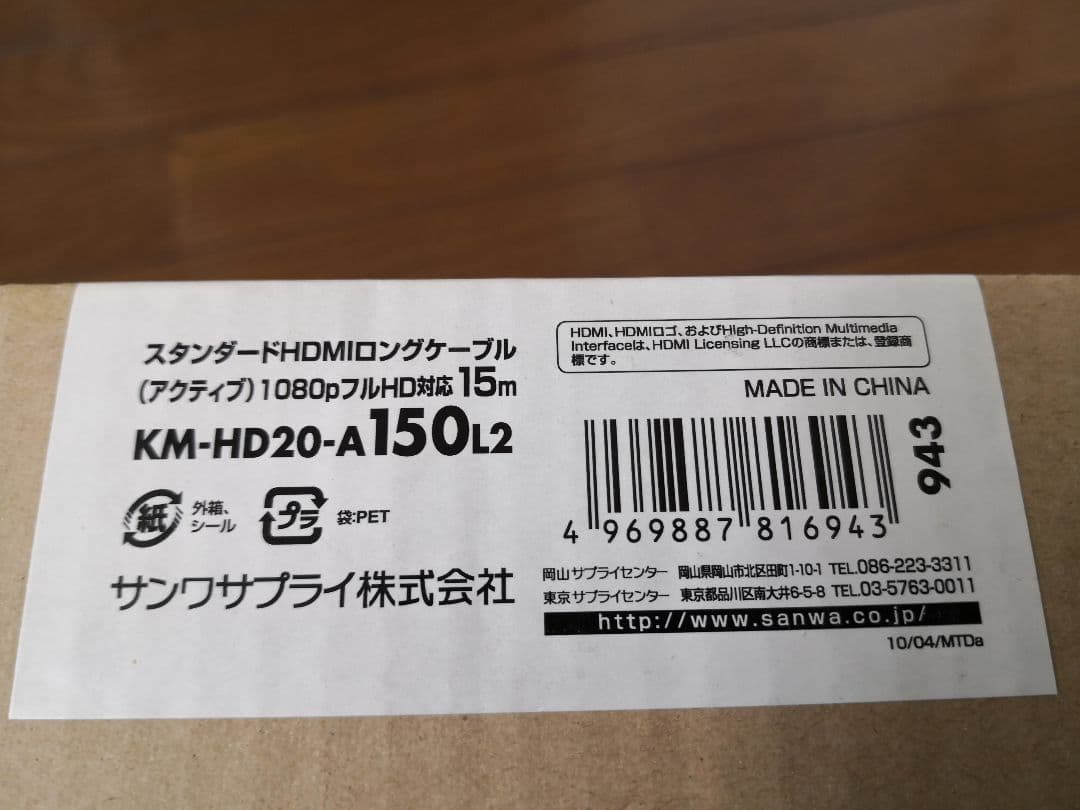 スタンダードHDMIロングケーブル
(アクティブ)1080pフルHD対応 15m
KM-HD20-A150L2
紙 外箱、
シール
プラ 袋:PET
サンワサプライ株式会社
HDMI、HDMIロゴ、およびHigh-Definition Multimedia
Interfaceは、HDMI Licensing LLCの商標または、登録商
標です。
MADE IN CHINA
943
4 969887 816943
岡山サプライセンター 岡山県岡山市北区田町1-10-1 TEL.086-223-3311
東京サプライセンター 東京都品川区南大井6-5-8 TEL.03-5763-0011
http://www.sanwa.co.jp/
10/04/MTDa